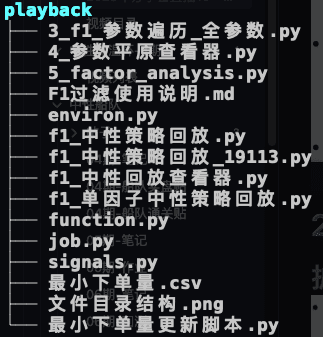 playback
3_f1_参数遍历_全参数.py
4_参数平原查看器.py
5_factor_analysis.py
F1过滤使用说明.md
environ.py
f1_中性策略回放.py
f1_中性策略回放_19113.py
f1_中性回放查看器.py
f1_单因子中性策略回放.py
function.py
job.py
signals.py
最小下单量.csv
文件目录结构.png
最小下单量更新脚本.py